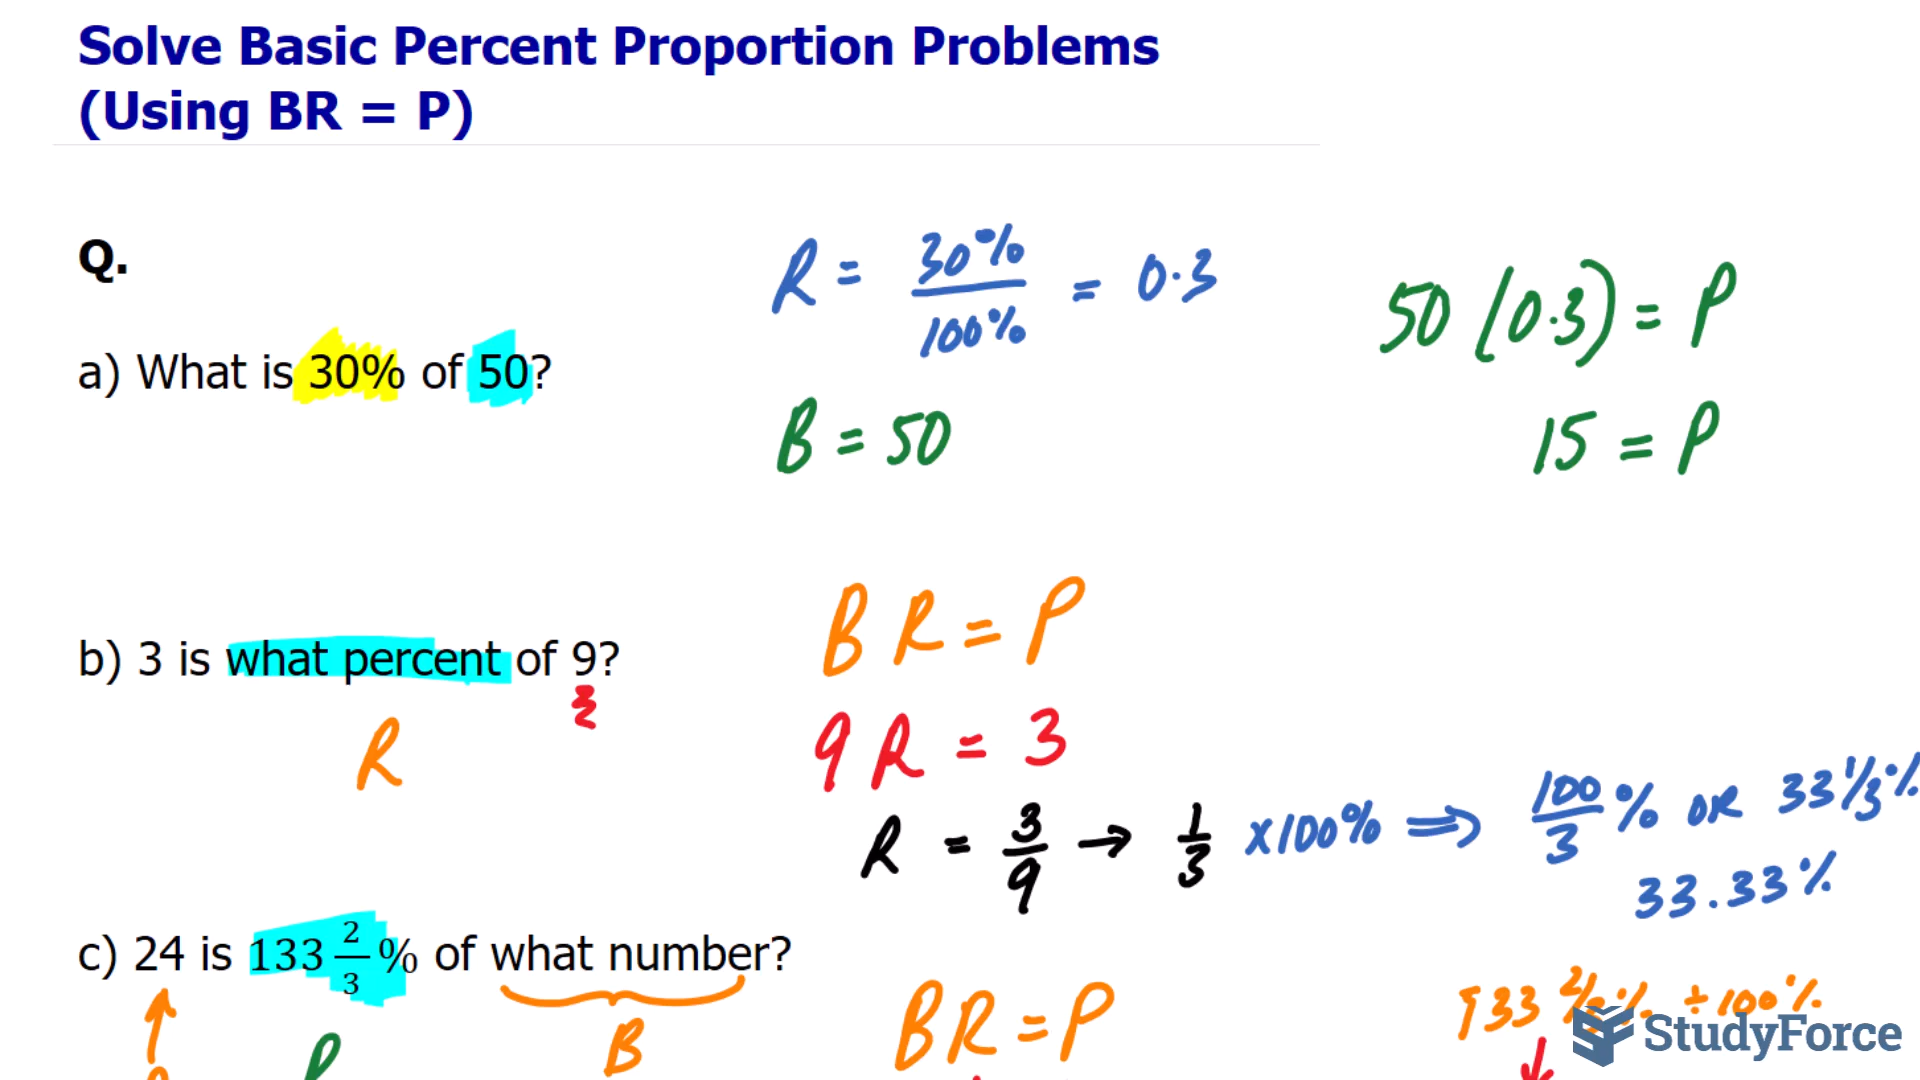 Solve Basic Percent Proportion Problems
(Using BR = P)
Q.
R = 30%/100% = 0.3
50 (0.3) = P
a) What is 30% of 50?
B = 50
15 = P
BR = P
b) 3 is what percent of 9?
R
9R = 3
R = 3/9 → 1/3 x100% ⇒ 100/3 % OR 33 1/3 %
33.33%
c) 24 is 133 2/3 % of what number?
B
BR = P
÷ 100%
StudyForce